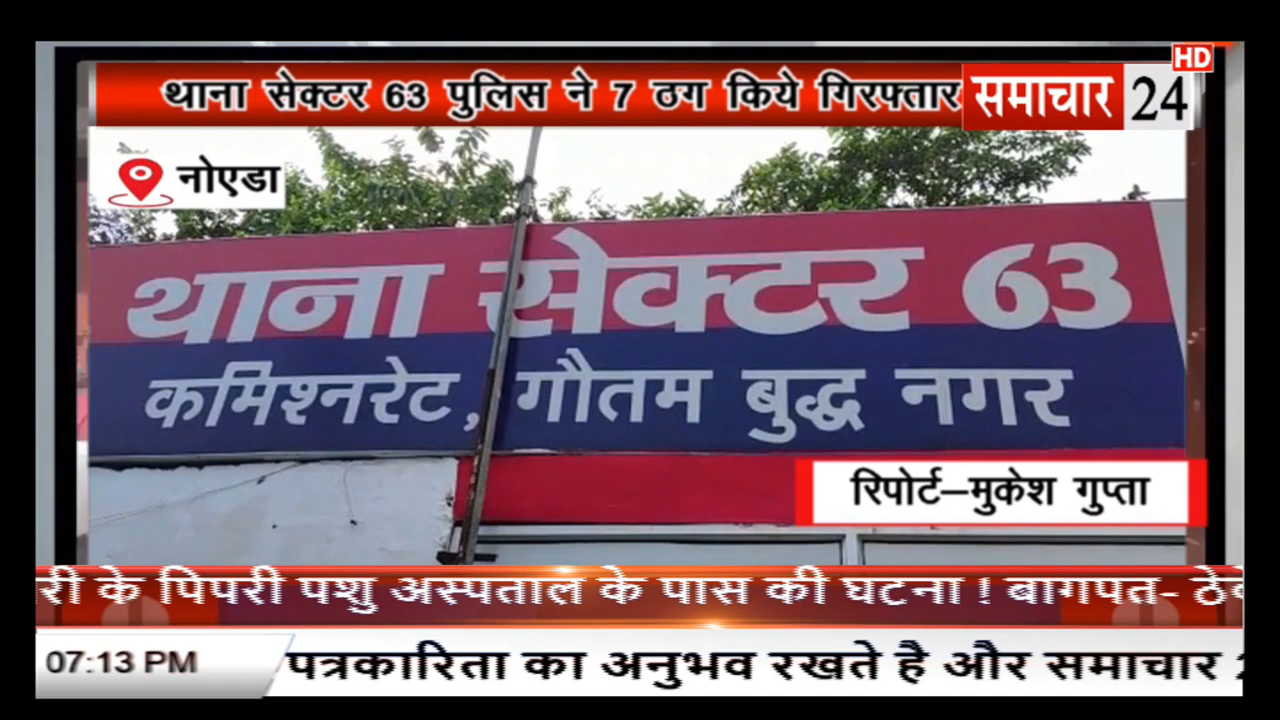 HD
थाना सेक्टर 63 पुलिस ने 7 ठग किये गिरफ्तार
समाचार 24
नोएडा
थाना सेक्टर 63
कमिश्नरेट, गौतम बुद्ध नगर
रिपोर्ट–मुकेश गुप्ता
री के पिपरी पशु अस्पताल के पास की घटना ! बागपत-
07:13 PM
पत्रकारिता का अनुभव रखते है और समाचार